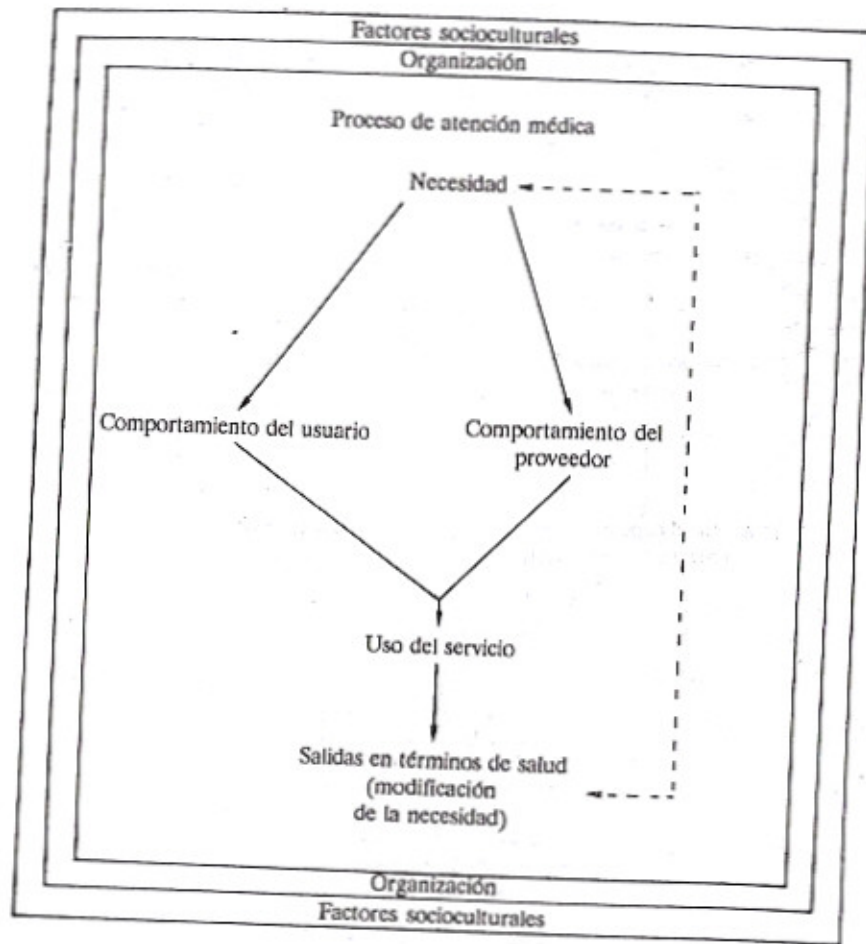 Factores socioculturales
Organización
Proceso de atención médica
Necesidad
Comportamiento del usuario
Comportamiento del
proveedor
Uso del servicio
Salidas en términos de salud
(modificación
de la necesidad)
Organización
Factores socioculturales